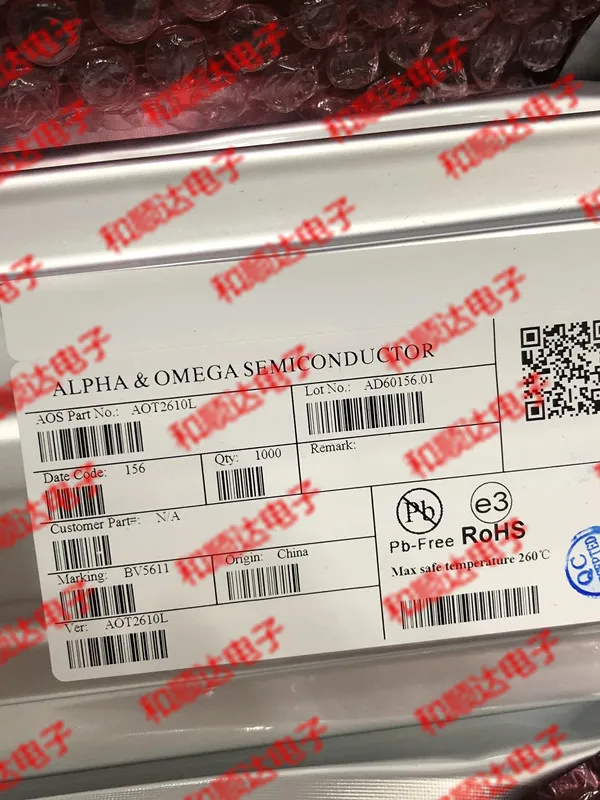 和顺达电子
ALPHA & OMEGA SEMICONDUCTOR
AOS Part No.: AOT2610L
Lot No.: AD60156.01
Date Code: 156
Qty: 1000
Remark:
Customer Part#: N/A
Marking: BV5611
Origin: China
Ver: AOT2610L
Pb
e3
Pb-Free RoHS
Max safe temperature 260℃
QC